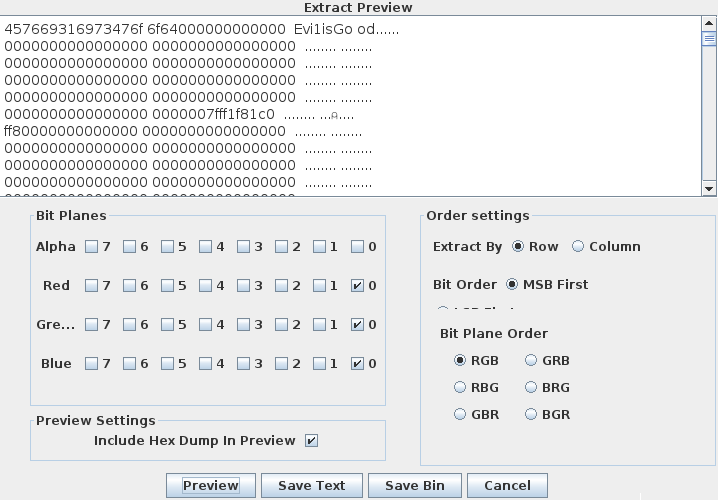 Extract Preview
457669316973476f 6f64000000000000 Evi1isGo od......
0000000000000000 0000000000000000 ........ ........
0000000000000000 0000000000000000 ........ ........
0000000000000000 0000000000000000 ........ ........
0000000000000000 0000000000000000 ........ ........
0000000000000000 0000007fff1f81c0 ........ ........
ff80000000000000 0000000000000000 ........ ........
0000000000000000 0000000000000000 ........ ........
0000000000000000 0000000000000000 ........ ........
0000000000000000 0000000000000000 ........ ........
Bit Planes
Alpha 7 6 5 4 3 2 1 0
Red 7 6 5 4 3 2 1 0
Gre... 7 6 5 4 3 2 1 0
Blue 7 6 5 4 3 2 1 0
Preview Settings
Include Hex Dump In Preview
Order settings
Extract By Row Column
Bit Order MSB First
Bit Plane Order
RGB GRB
RBG BRG
GBR BGR
Preview Save Text Save Bin Cancel